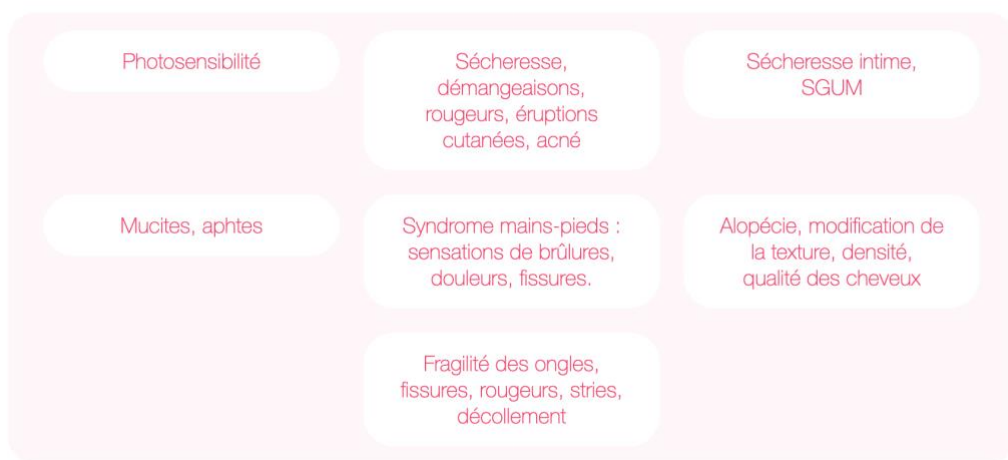 Photosensibilité
Sécheresse,
démangeaisons,
rougeurs, éruptions
cutanées, acné
Sécheresse intime,
SGUM
Mucites, aphtes
Syndrome mains-pieds :
sensations de brûlures,
douleurs, fissures.
Alopécie, modification de
la texture, densité,
qualité des cheveux
Fragilité des ongles,
fissures, rougeurs, stries,
décollement